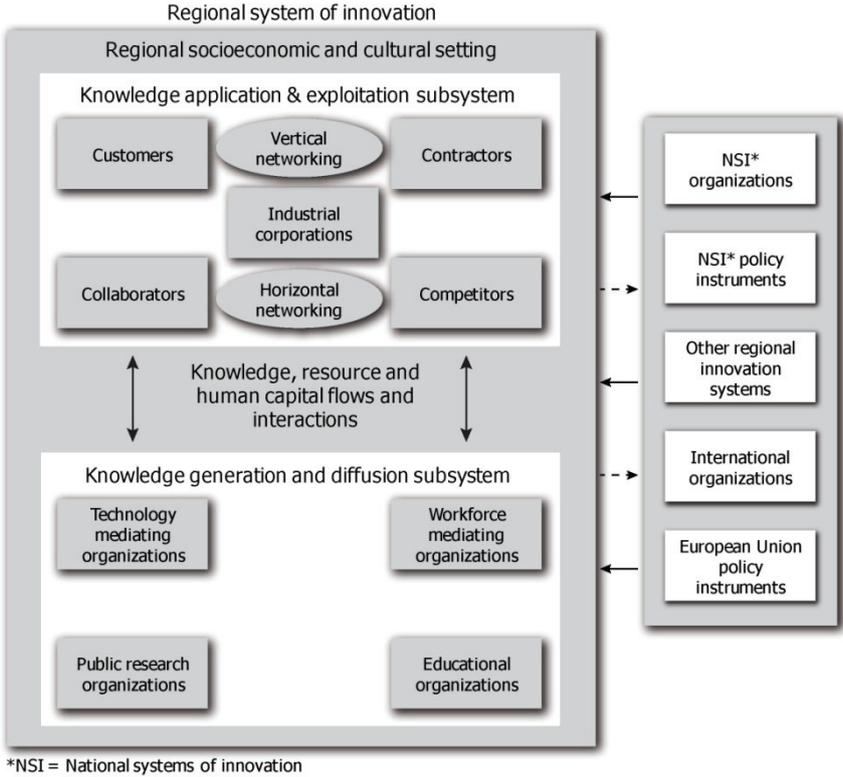 Regional system of innovation
Regional socioeconomic and cultural setting
Knowledge application & exploitation subsystem
Customers
Vertical
networking
Contractors
Industrial
corporations
Collaborators
Horizontal
networking
Competitors
Knowledge, resource and
human capital flows and
interactions
Knowledge generation and diffusion subsystem
Technology
mediating
organizations
Workforce
mediating
organizations
Public research
organizations
Educational
organizations
NSI*
organizations
NSI* policy
instruments
Other regional
innovation
systems
International
organizations
European Union
policy
instruments
*NSI = National systems of innovation